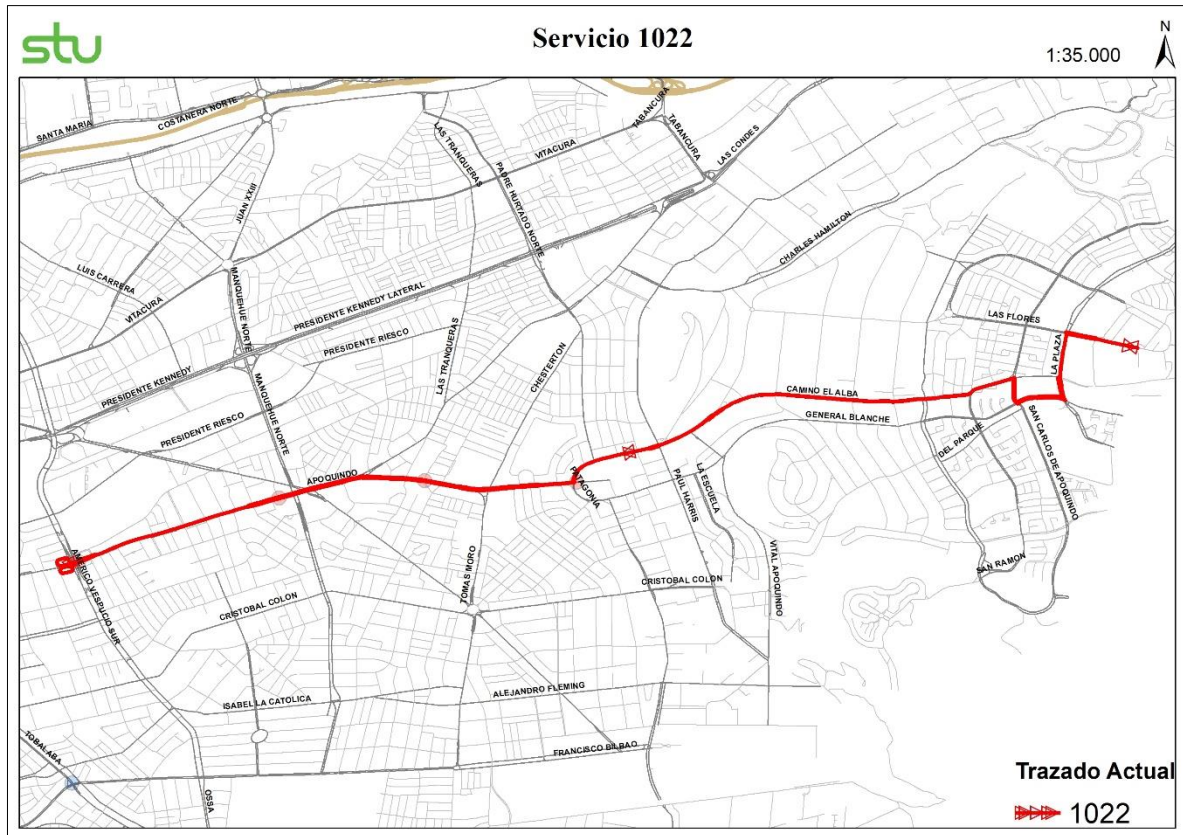 stu
Servicio 1022
1:35.000
N
SANTA MARIA
COSTANERA NORTE
TABANCURA
TABANCURA
LAS CONDES
VITACURA
LAS TRANQUERAS
PADRE HURTADO NORTE
JUAN XXIII
CHARLES HAMILTON
LUIS CARRERA
VITACURA
MANQUEHUE NORTE
PRESIDENTE KENNEDY LATERAL
PRESIDENTE RIESCO
LAS TRANQUERAS
CHESTERTON
LAS FLORES
LA PLAZA
PRESIDENTE KENNEDY
MANQUEHUE NORTE
PRESIDENTE RIESCO
CAMINO EL ALBA
GENERAL BLANCHE
DEL PARQUE
SAN CARLOS DE APOQUINDO
APOQUINDO
PATAGONIA
PAUL HARRIS
LA ESCUELA
AMÉRICO VESPUCIO SUR
TOMAS MORO
VITAL APOQUINDO
SAN RAMON
CRISTOBAL COLON
CRISTOBAL COLON
ISABEL LA CATOLICA
ALEJANDRO FLEMING
TOBALABA
FRANCISCO BILBAO
OSSA
Trazado Actual
1022